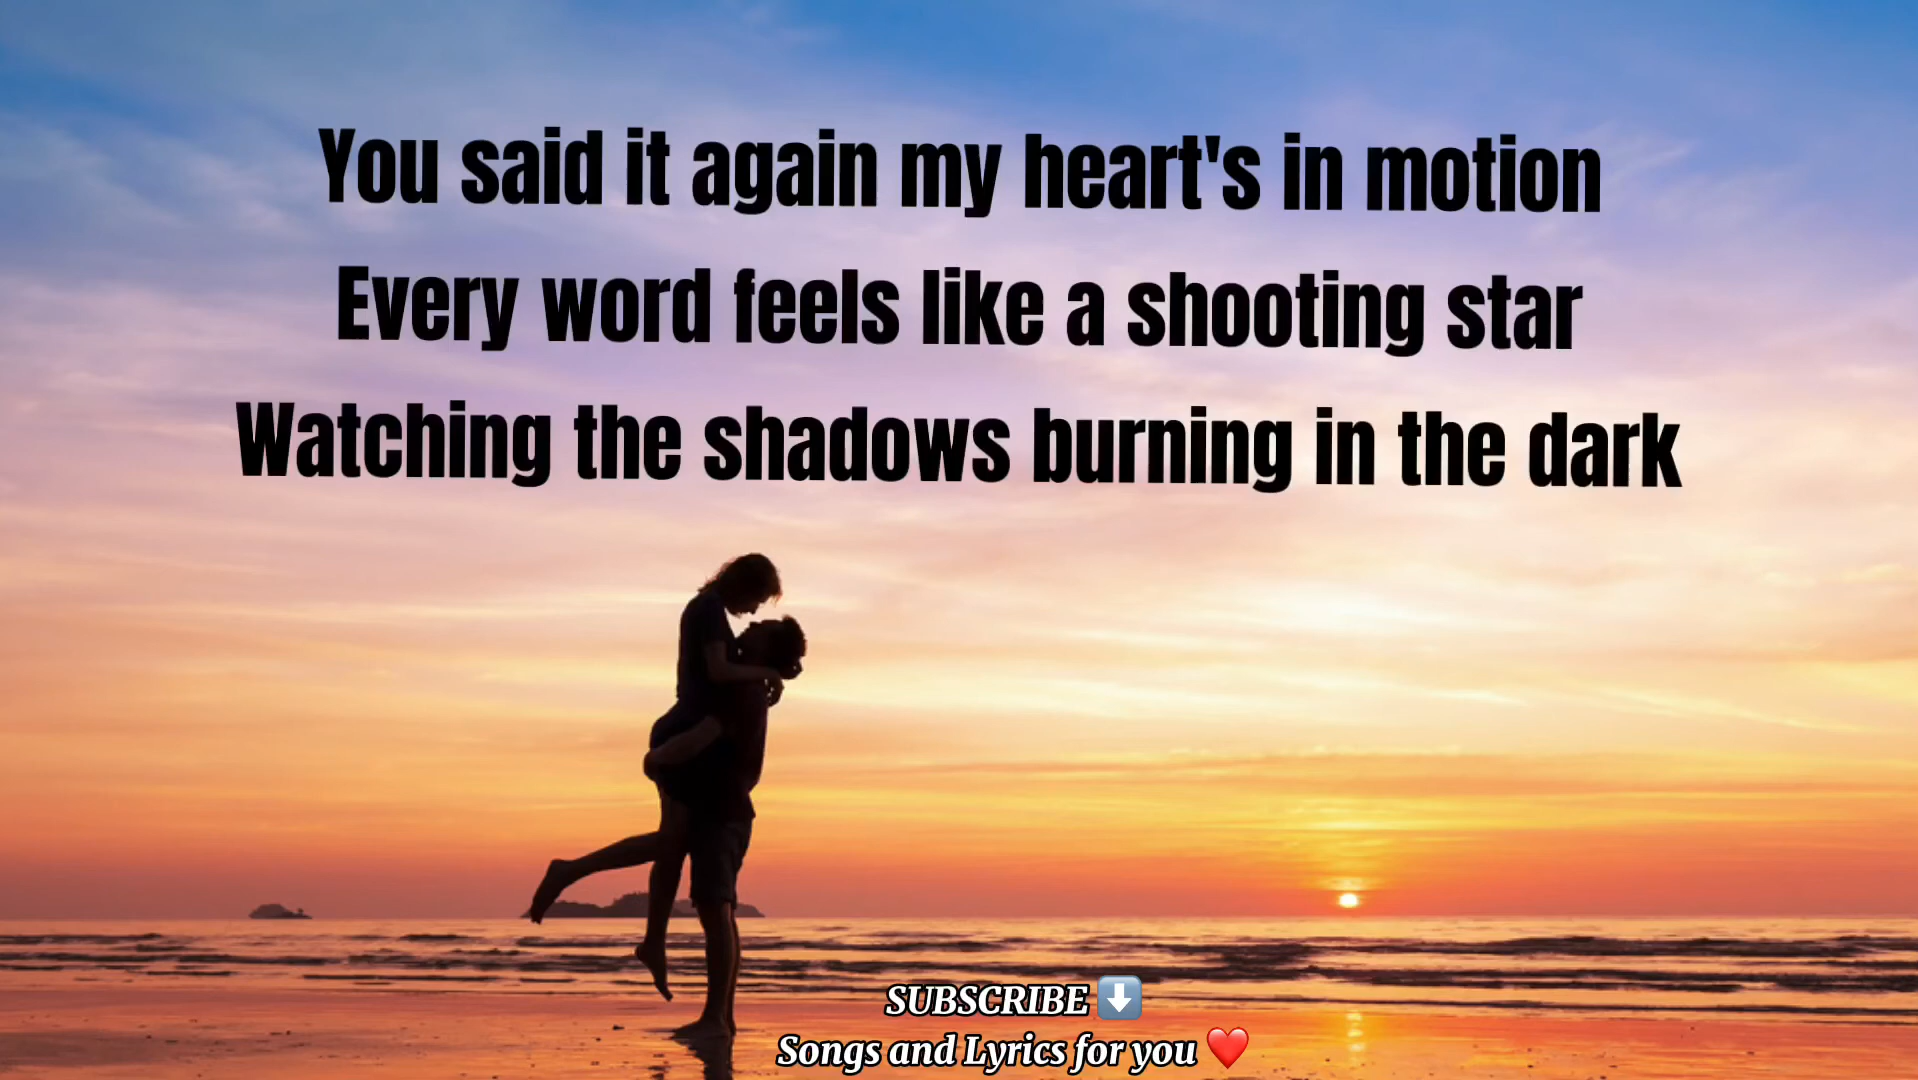 You said it again my heart's in motion
Every word feels like a shooting star
Watching the shadows burning in the dark
SUBSCRIBE ⬇️
Songs and Lyrics for you ❤️